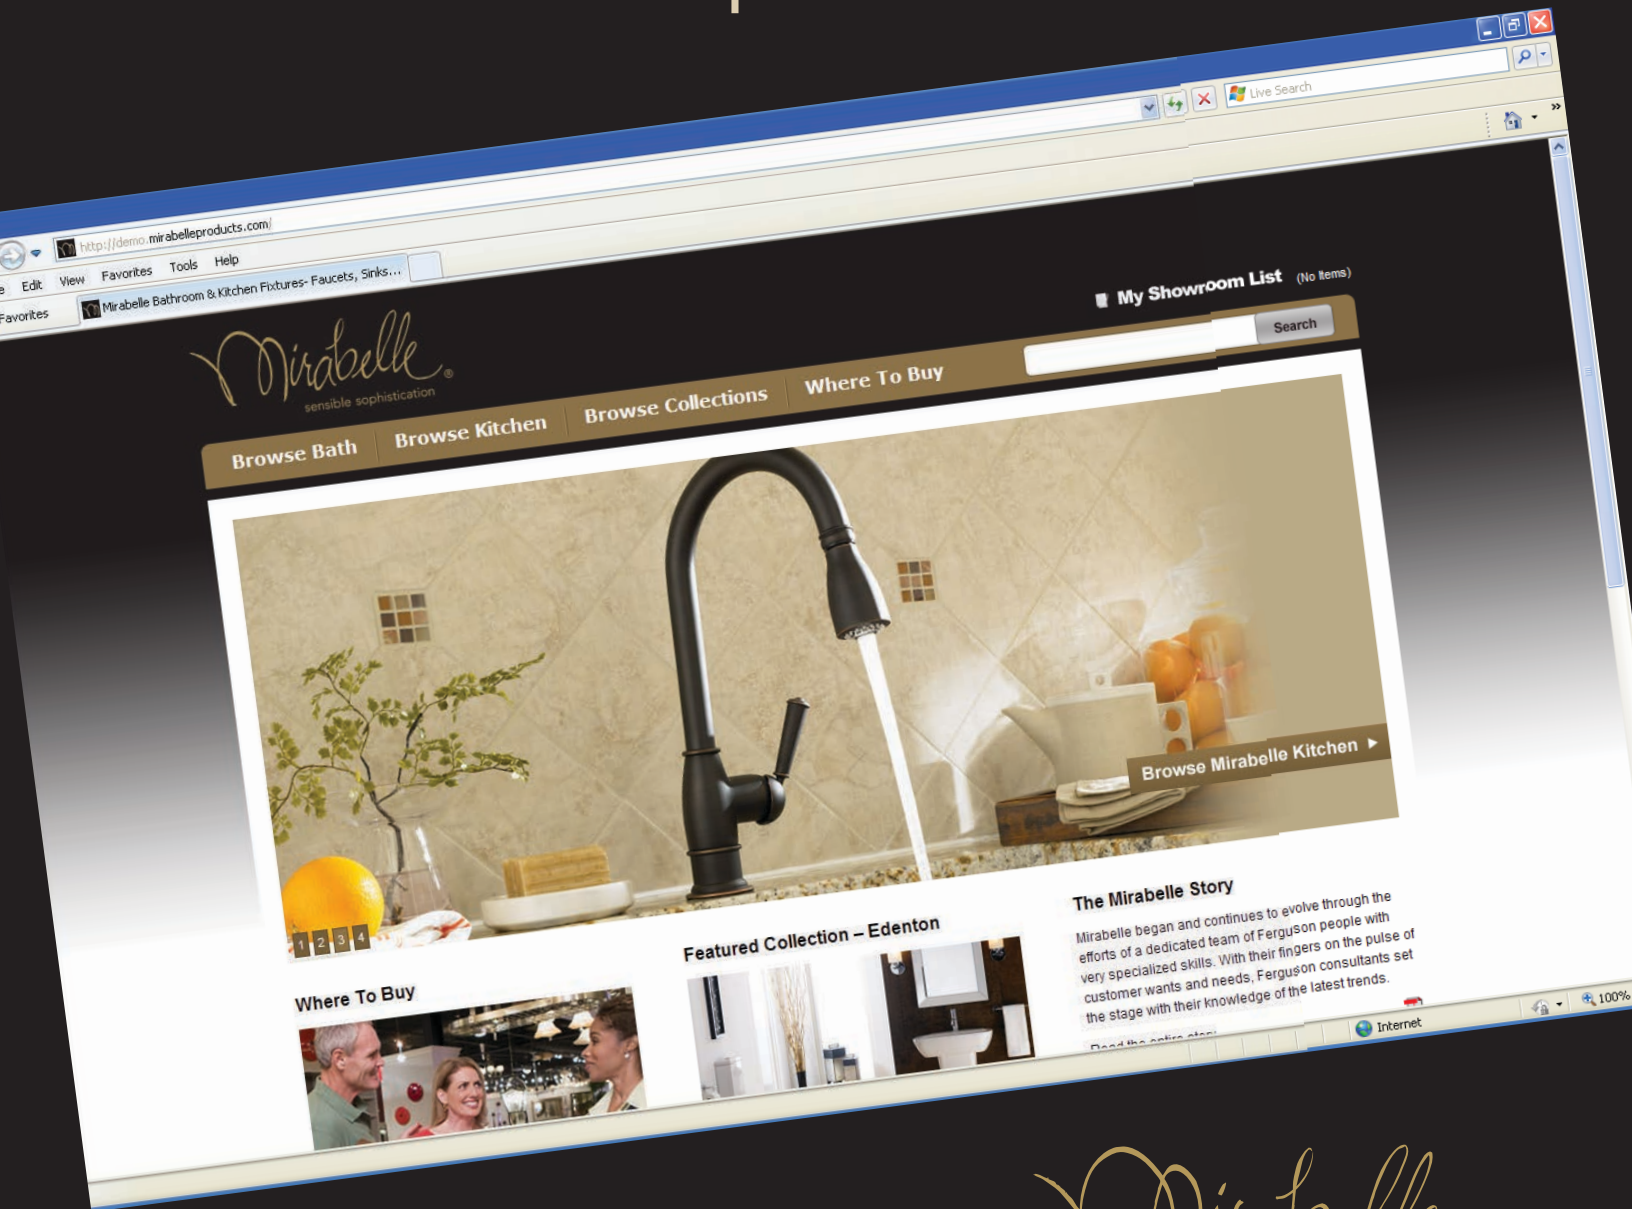 Live Search
http://demo.mirabelleproducts.com/
Edit View Favorites Tools Help
Favorites
Mirabelle Bathroom & Kitchen Fixtures- Faucets, Sinks...
My Showroom List (No Items)
Mirabelle®
sensible sophistication
Search
Browse Bath Browse Kitchen Browse Collections Where To Buy
Browse Mirabelle Kitchen
1 2 3 4
Where To Buy
Featured Collection – Edenton
The Mirabelle Story
Mirabelle began and continues to evolve through the
efforts of a dedicated team of Ferguson people with
very specialized skills. With their fingers on the pulse of
customer wants and needs, Ferguson consultants set
the stage with their knowledge of the latest trends.
Read the entire story
Internet
100%
Mirabelle